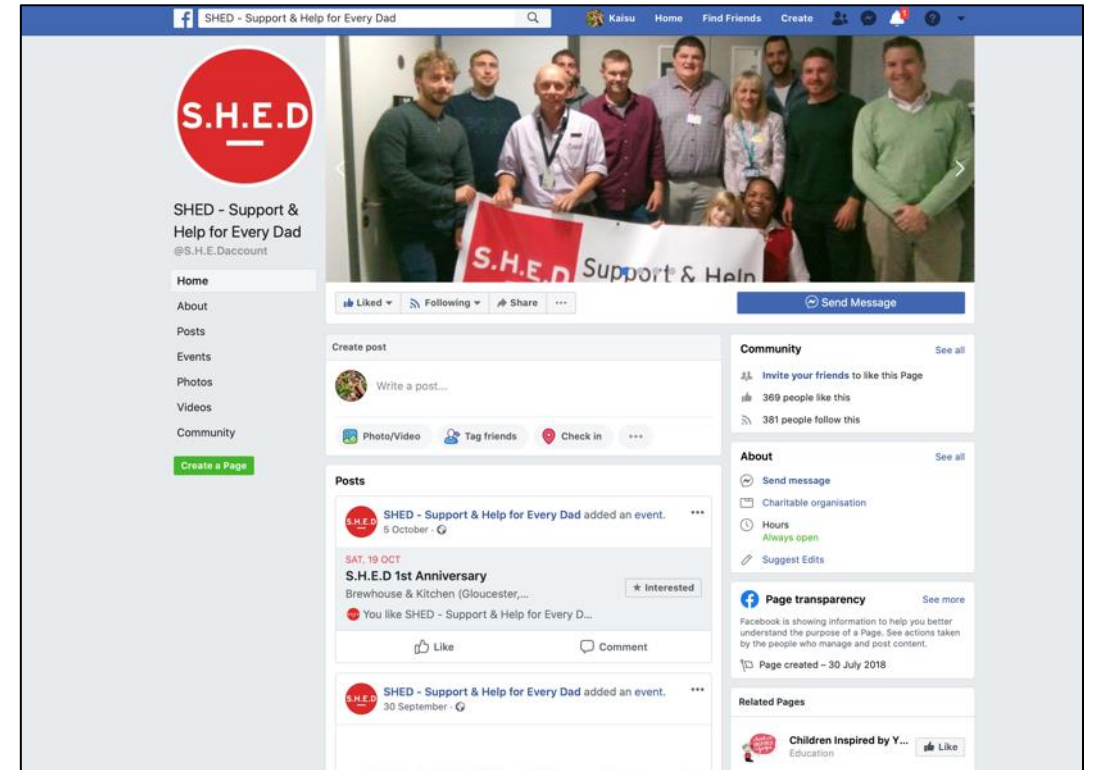 SHED - Support & Help for Every Dad
Kaisu
Home
Find Friends
Create
1
S.H.E.D
SHED - Support &
Help for Every Dad
@S.H.E.Daccount
Home
About
Posts
Events
Photos
Videos
Community
Create a Page
S.H.E.D Support & Help
Liked
Following
Share
Send Message
Create post
Write a post...
Photo/Video
Tag friends
Check in
Posts
S.H.E.D
SHED - Support & Help for Every Dad added an event.
5 October
SAT, 19 OCT
S.H.E.D 1st Anniversary
Brewhouse & Kitchen (Gloucester,...
Interested
You like SHED - Support & Help for Every D...
Like
Comment
S.H.E.D
SHED - Support & Help for Every Dad added an event.
30 September
Community
See all
Invite your friends to like this Page
369 people like this
381 people follow this
About
See all
Send message
Charitable organisation
Hours
Always open
Suggest Edits
Page transparency
See more
Facebook is showing information to help you better
understand the purpose of a Page. See actions taken
by the people who manage and post content.
Page created – 30 July 2018
Related Pages
Children Inspired by Y...
Education
Like